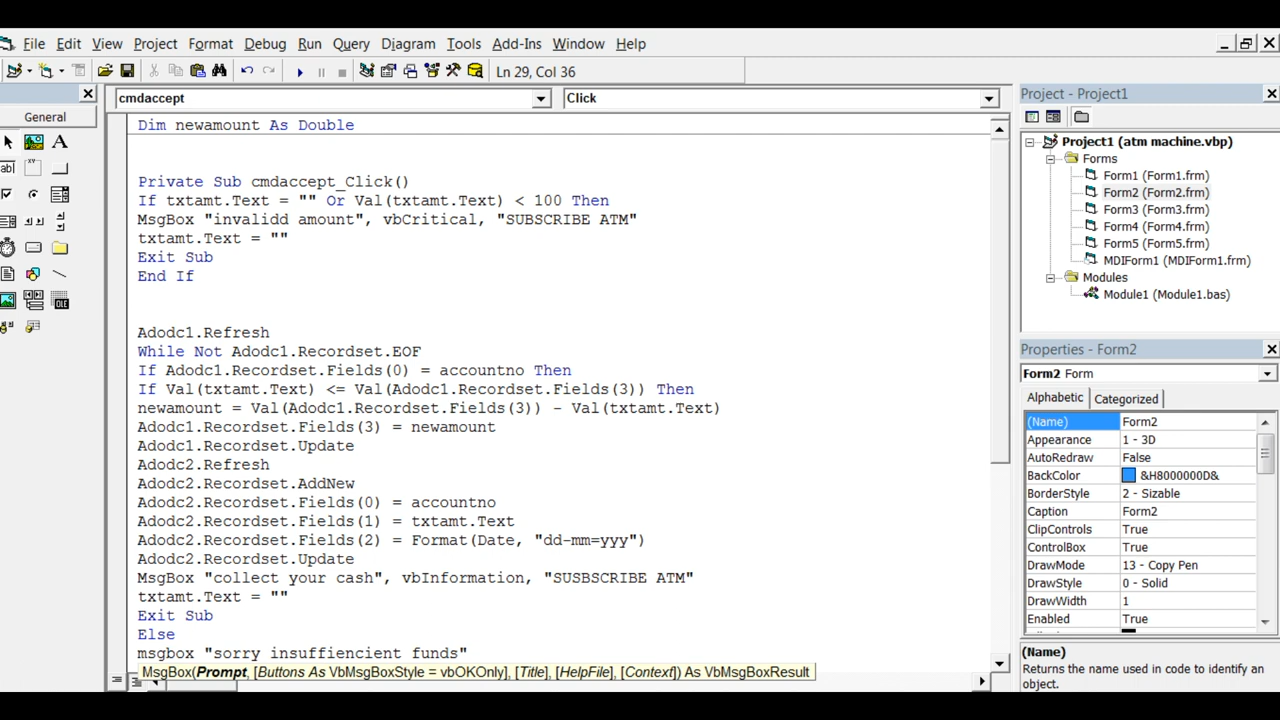 File Edit View Project Format Debug Run Query Diagram Tools Add-Ins Window Help
Ln 29, Col 36
General
A
ab|
XY
OLE
cmdaccept
Click
Dim newamount As Double
Private Sub cmdaccept_Click()
If txtamt.Text = "" Or Val(txtamt.Text) < 100 Then
MsgBox "invalidd amount", vbCritical, "SUBSCRIBE ATM"
txtamt.Text = ""
Exit Sub
End If
Adodc1.Refresh
While Not Adodc1.Recordset.EOF
If Adodc1.Recordset.Fields(0) = accountno Then
If Val(txtamt.Text) <= Val(Adodc1.Recordset.Fields(3)) Then
newamount = Val(Adodc1.Recordset.Fields(3)) - Val(txtamt.Text)
Adodc1.Recordset.Fields(3) = newamount
Adodc1.Recordset.Update
Adodc2.Refresh
Adodc2.Recordset.AddNew
Adodc2.Recordset.Fields(0) = accountno
Adodc2.Recordset.Fields(1) = txtamt.Text
Adodc2.Recordset.Fields(2) = Format(Date, "dd-mm=yyy")
Adodc2.Recordset.Update
MsgBox "collect your cash", vbInformation, "SUSBSCRIBE ATM"
txtamt.Text = ""
Exit Sub
Else
msgbox "sorry insuffiencient funds"
MsgBox(Prompt, [Buttons As VbMsgBoxStyle = vbOKOnly], [Title], [HelpFile], [Context]) As VbMsgBoxResult
Project - Project1
Project1 (atm machine.vbp)
Forms
Form1 (Form1.frm)
Form2 (Form2.frm)
Form3 (Form3.frm)
Form4 (Form4.frm)
Form5 (Form5.frm)
MDIForm1 (MDIForm1.frm)
Modules
Module1 (Module1.bas)
Properties - Form2
Form2 Form
Alphabetic Categorized
(Name) Form2
Appearance 1 - 3D
AutoRedraw False
BackColor &H8000000D&
BorderStyle 2 - Sizable
Caption Form2
ClipControls True
ControlBox True
DrawMode 13 - Copy Pen
DrawStyle 0 - Solid
DrawWidth 1
Enabled True
(Name)
Returns the name used in code to identify an
object.